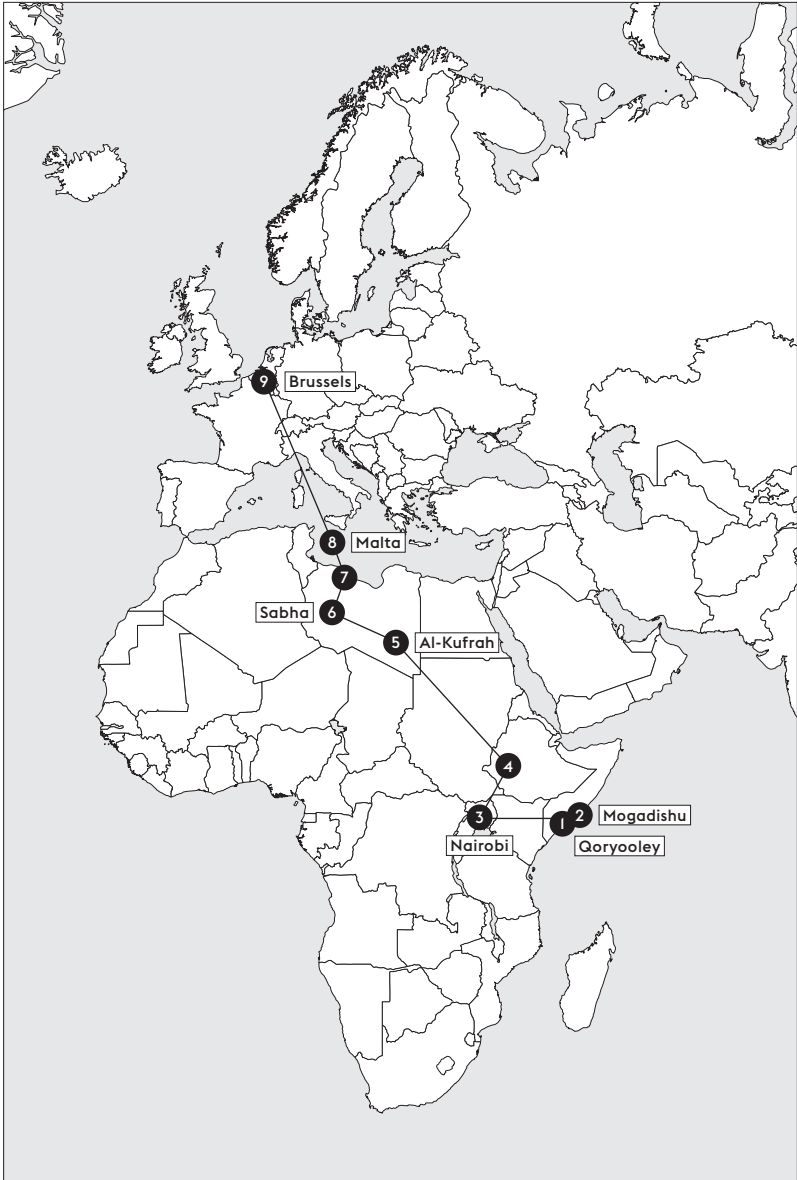 9 Brussels
8 Malta
7
Sabha 6
5 Al-Kufrah
4
3 1 2 Mogadishu
Nairobi Qoryooley